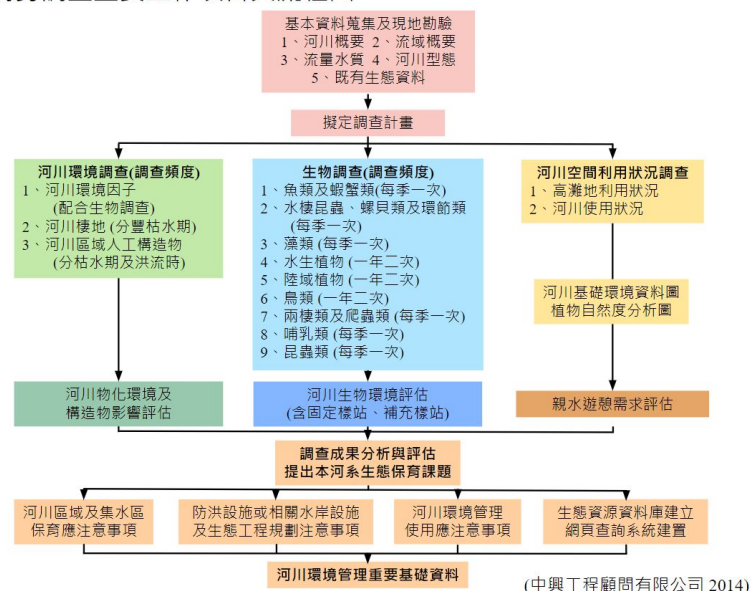 基本資料蒐集及現地勘驗
1、河川概要 2、流域概要
3、流量水質 4、河川型態
5、既有生態資料
擬定調查計畫
河川環境調查(調查頻度)
1、河川環境因子
(配合生物調查)
2、河川棲地 (分豐枯水期)
3、河川區域人工構造物
(分枯水期及洪流時)
生物調查(調查頻度)
1、魚類及蝦蟹類(每季一次)
2、水棲昆蟲、螺貝類及環節類
(每季一次)
3、藻類 (每季一次)
4、水生植物 (一年二次)
5、陸域植物 (一年二次)
6、鳥類 (一年二次)
7、兩棲類及爬蟲類 (每季一次)
8、哺乳類 (每季一次)
9、昆蟲類 (每季一次)
河川空間利用狀況調查
1、高灘地利用狀況
2、河川使用狀況
河川基礎環境資料圖
植物自然度分析圖
河川物化環境及
構造物影響評估
河川生物環境評估
(含固定樣站、補充樣站)
親水遊憩需求評估
調查成果分析與評估
提出本河系生態保育課題
河川區域及集水區
保育應注意事項
防洪設施或相關水岸設施
及生態工程規劃注意事項
河川環境管理
使用應注意事項
生態資源資料庫建立
網頁查詢系統建置
河川環境管理重要基礎資料
(中興工程顧問有限公司 2014)